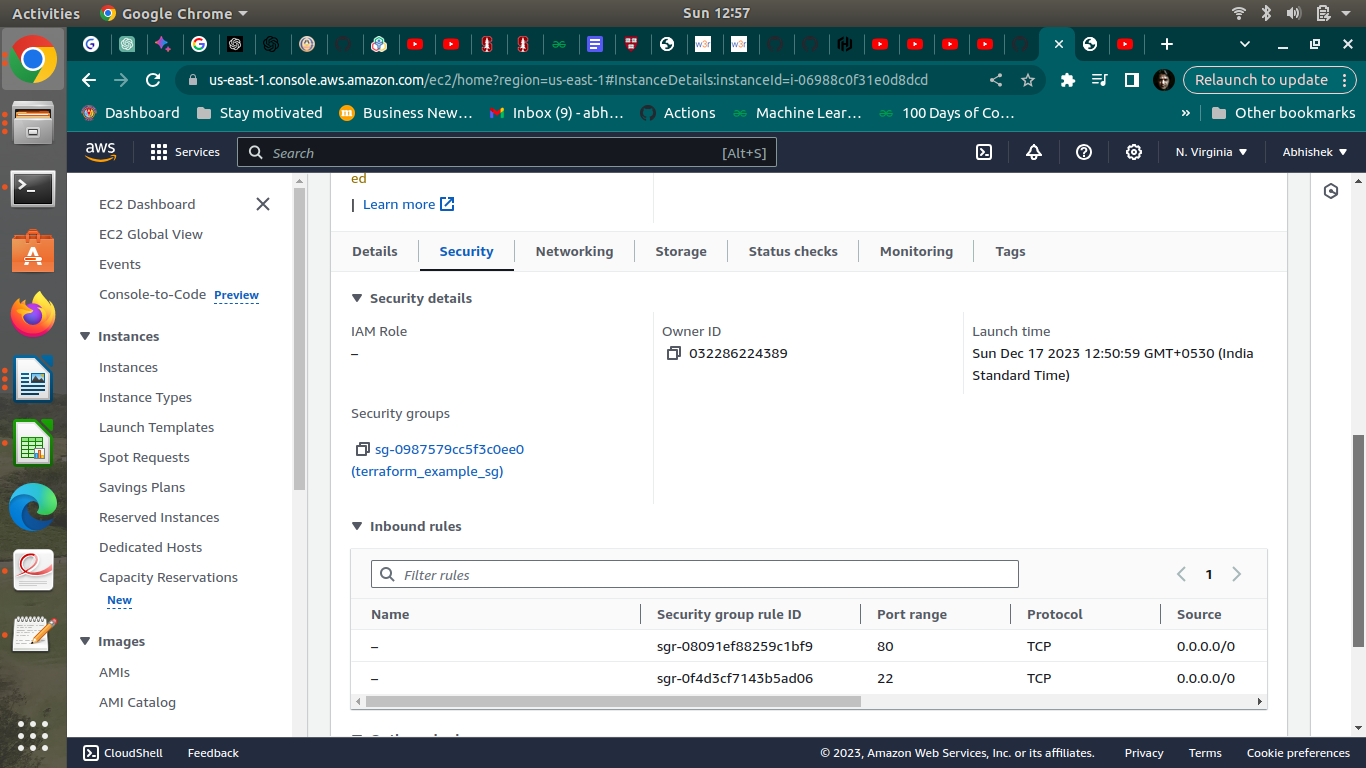 Activities Google Chrome Sun 12:57
us-east-1.console.aws.amazon.com/ec2/home?region=us-east-1#InstanceDetails:instanceId=i-06988c0f31e0d8dcd Relaunch to update
Dashboard Stay motivated Business New… Inbox (9) - abh… Actions Machine Lear… 100 Days of Co… » Other bookmarks
aws Services Search [Alt+S] N. Virginia Abhishek
ed
| Learn more
EC2 Dashboard
EC2 Global View
Events
Console-to-Code Preview
Instances
Instances
Instance Types
Launch Templates
Spot Requests
Savings Plans
Reserved Instances
Dedicated Hosts
Capacity Reservations
New
Images
AMIs
AMI Catalog
Details Security Networking Storage Status checks Monitoring Tags
Security details
IAM Role
–
Owner ID
032286224389
Launch time
Sun Dec 17 2023 12:50:59 GMT+0530 (India
Standard Time)
Security groups
sg-0987579cc5f3c0ee0
(terraform_example_sg)
Inbound rules
Filter rules 1
Name Security group rule ID Port range Protocol Source
– sgr-08091ef88259c1bf9 80 TCP 0.0.0.0/0
– sgr-0f4d3cf7143b5ad06 22 TCP 0.0.0.0/0
CloudShell Feedback © 2023, Amazon Web Services, Inc. or its affiliates. Privacy Terms Cookie preferences